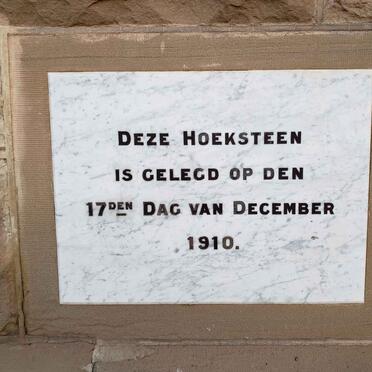 Deze Hoeksteen
is gelegd op den
17den Dag van December
1910.